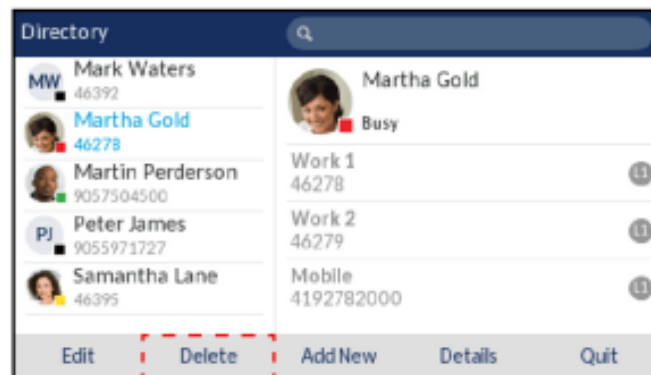 Directory
MW Mark Waters
46392
Martha Gold
46278
Martin Perderson
9057504500
PJ Peter James
9055971727
Samantha Lane
46395
Martha Gold
Busy
Work 1
46278
L1
Work 2
46279
L1
Mobile
4192782000
L1
Edit Delete Add New Details Quit